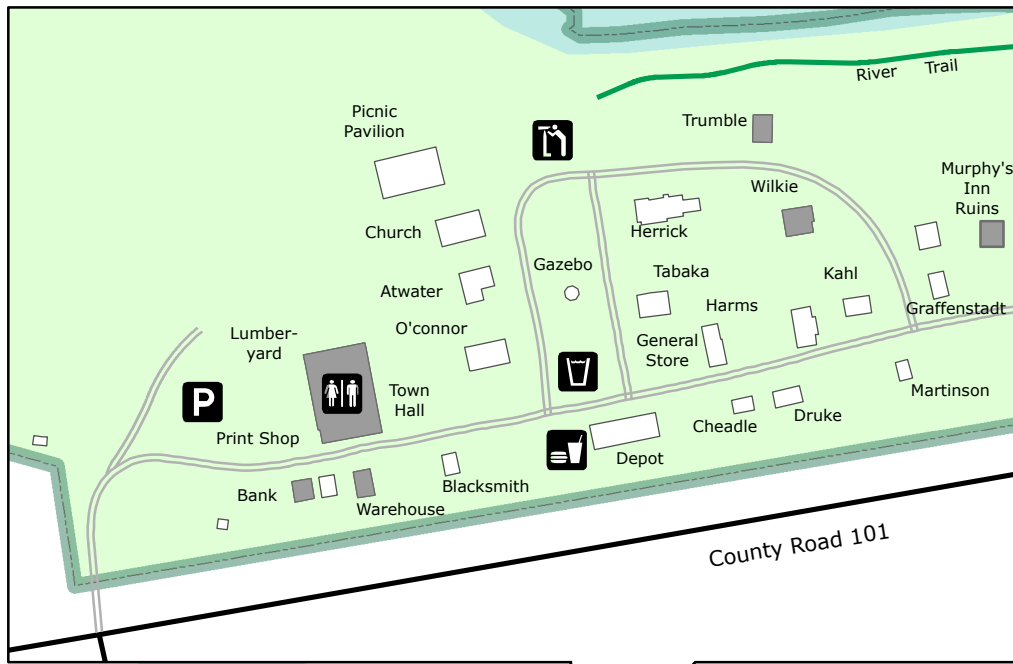 River Trail
Picnic
Pavilion
Trumble
Murphy's
Inn
Ruins
Wilkie
Church
Herrick
Gazebo
Tabaka
Kahl
Atwater
Harms
Graffenstadt
O'connor
Lumber-
yard
General
Store
Town
Hall
P
Martinson
Druke
Cheadle
Print Shop
Depot
Bank
Blacksmith
Warehouse
County Road 101